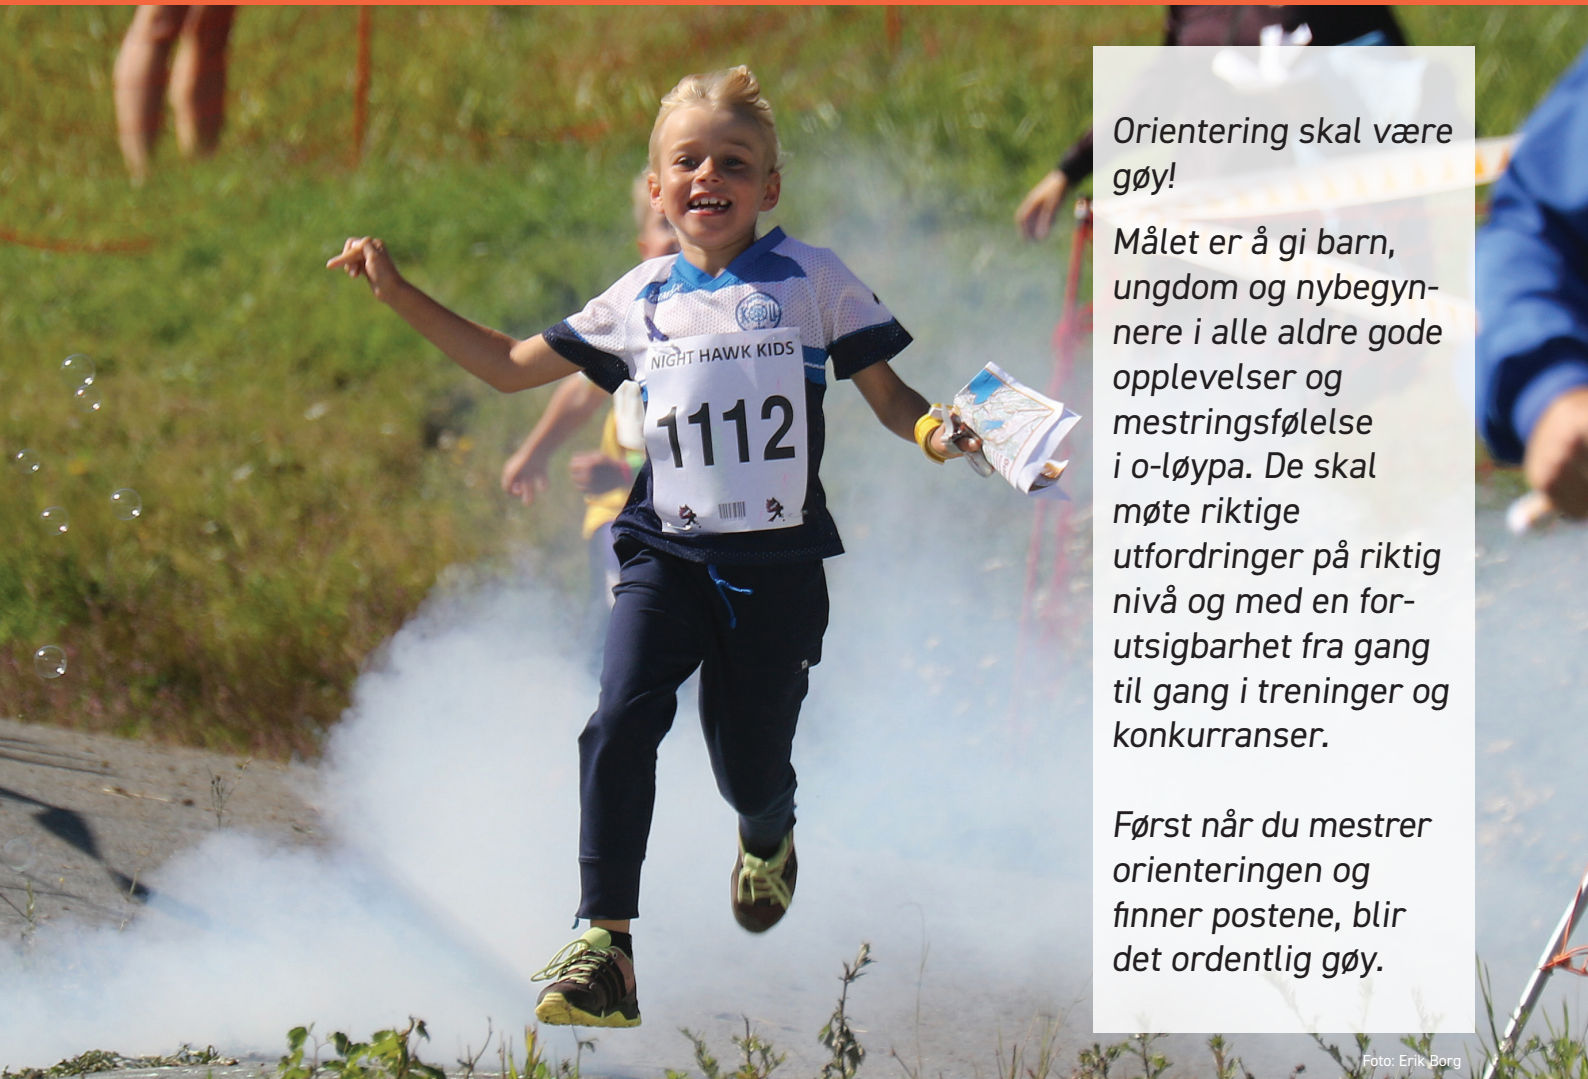 Orientering skal være
gøy!
Målet er å gi barn,
ungdom og nybegyn-
nere i alle aldre gode
opplevelser og
mestringsfølelse
i o-løypa. De skal
møte riktige
utfordringer på riktig
nivå og med en for-
utsigbarhet fra gang
til gang i treninger og
konkurranser.
Først når du mestrer
orienteringen og
finner postene, blir
det ordentlig gøy.
NIGHT HAWK KIDS
1112
Foto: Erik Borg